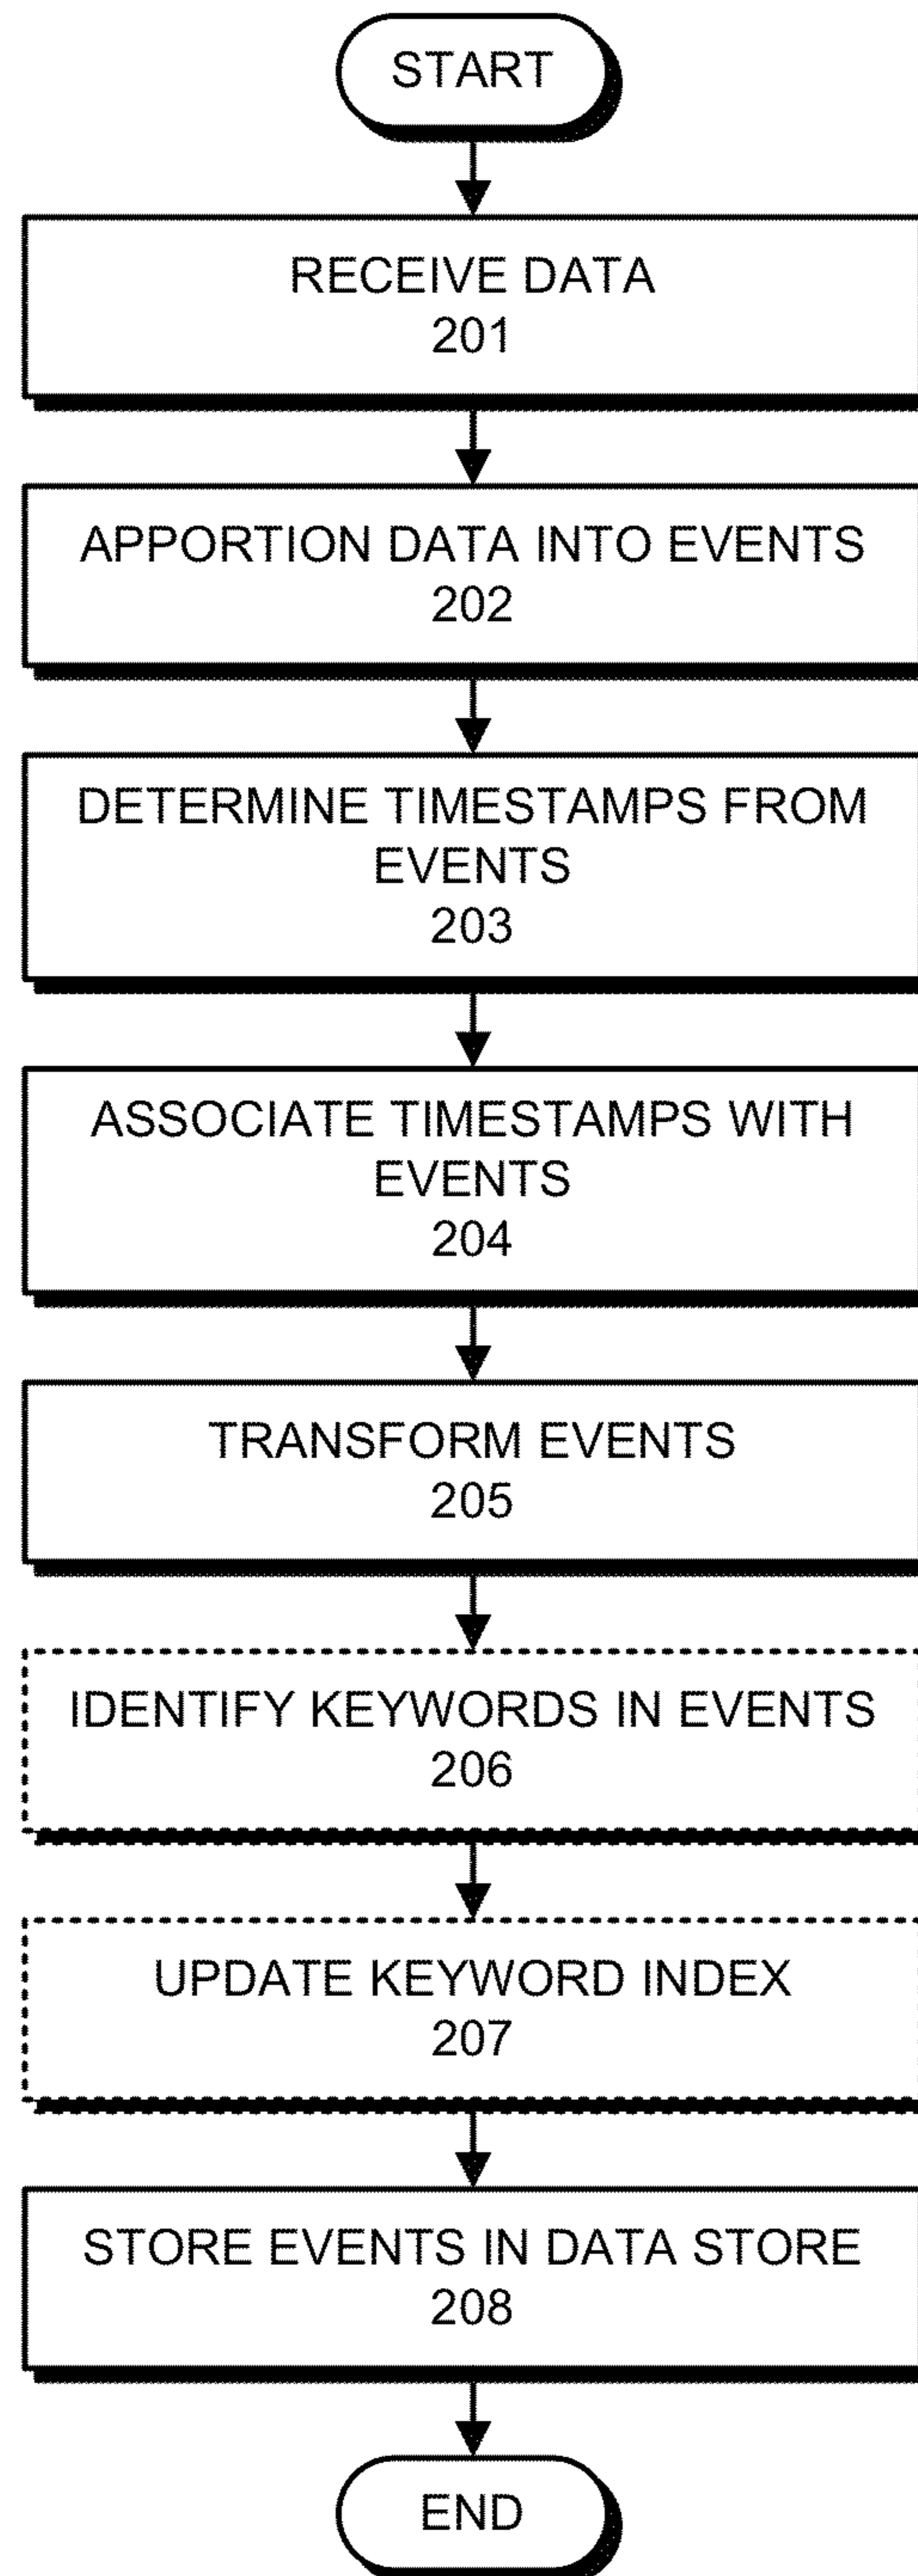 START
RECEIVE DATA
201
APPORTION DATA INTO EVENTS
202
DETERMINE TIMESTAMPS FROM
EVENTS
203
ASSOCIATE TIMESTAMPS WITH
EVENTS
204
TRANSFORM EVENTS
205
IDENTIFY KEYWORDS IN EVENTS
206
UPDATE KEYWORD INDEX
207
STORE EVENTS IN DATA STORE
208
END